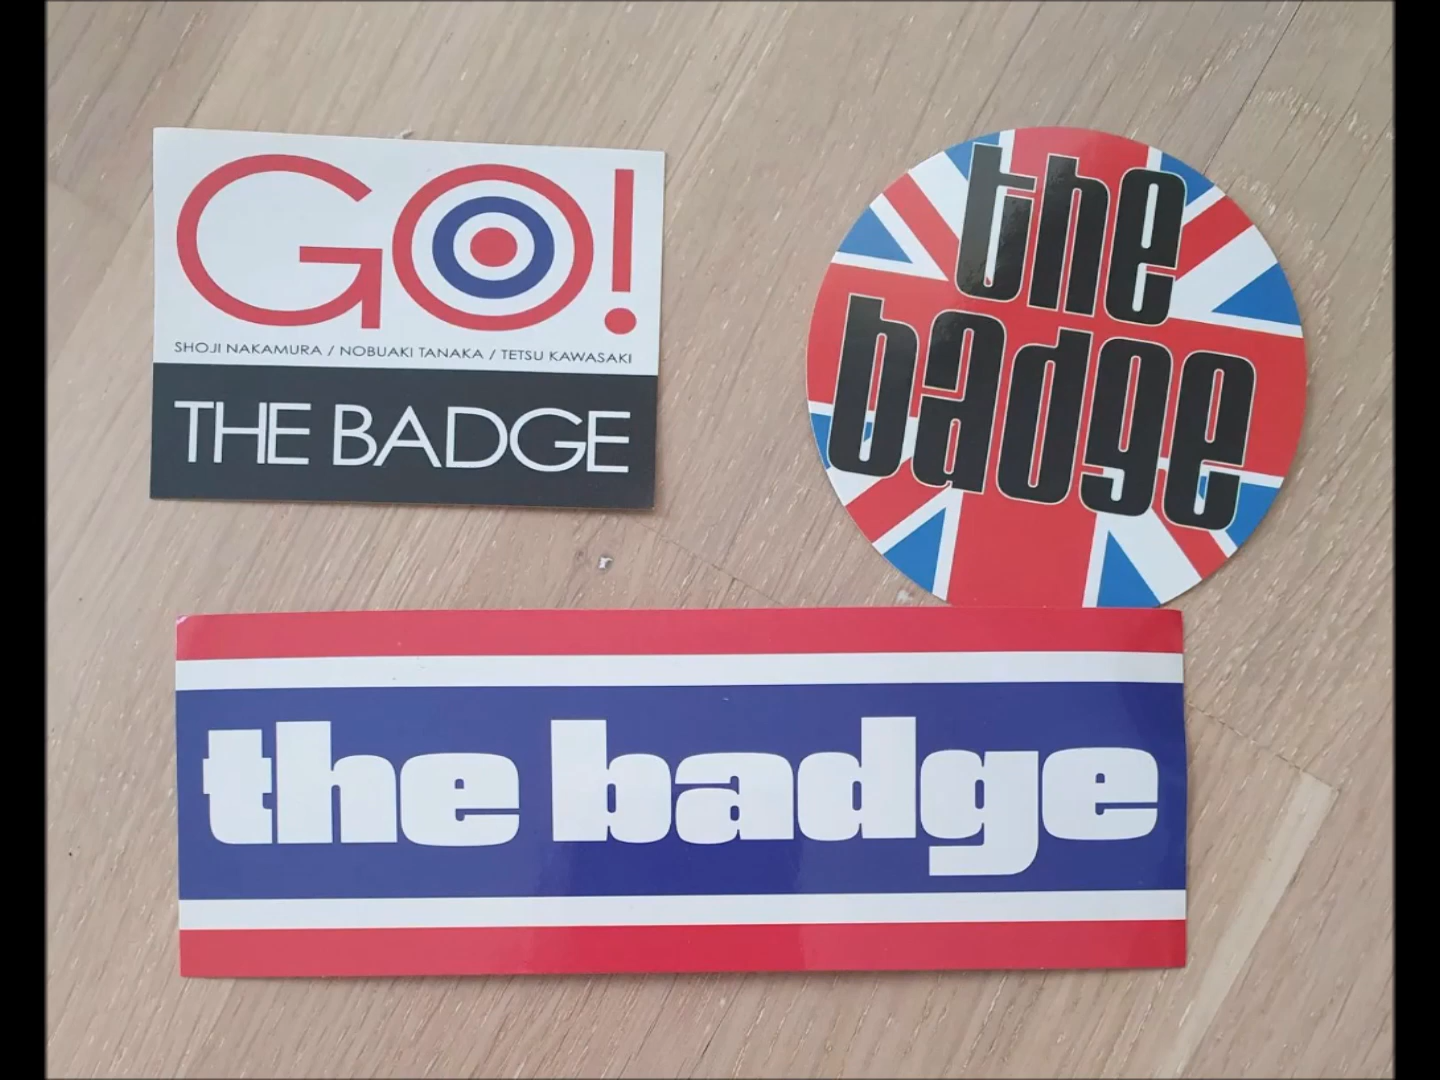 GO!
SHOJI NAKAMURA / NOBUAKI TANAKA / TETSU KAWASAKI
THE BADGE
the
badge
the badge